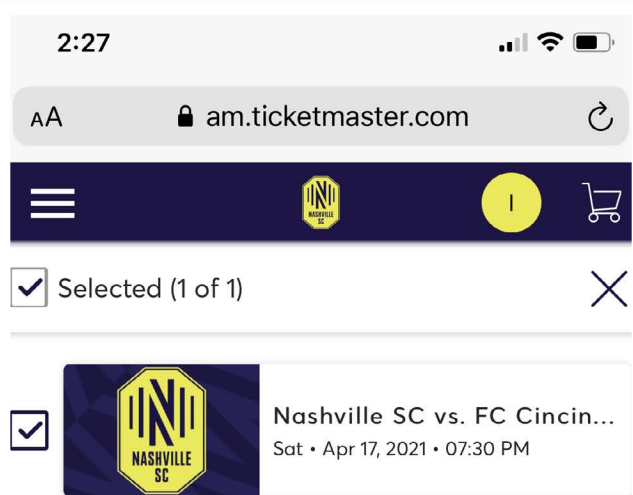 2:27
AA am.ticketmaster.com
N
NASHVILLE
SC
I
Selected (1 of 1)
N
NASHVILLE
SC
Nashville SC vs. FC Cincin...
Sat • Apr 17, 2021 • 07:30 PM